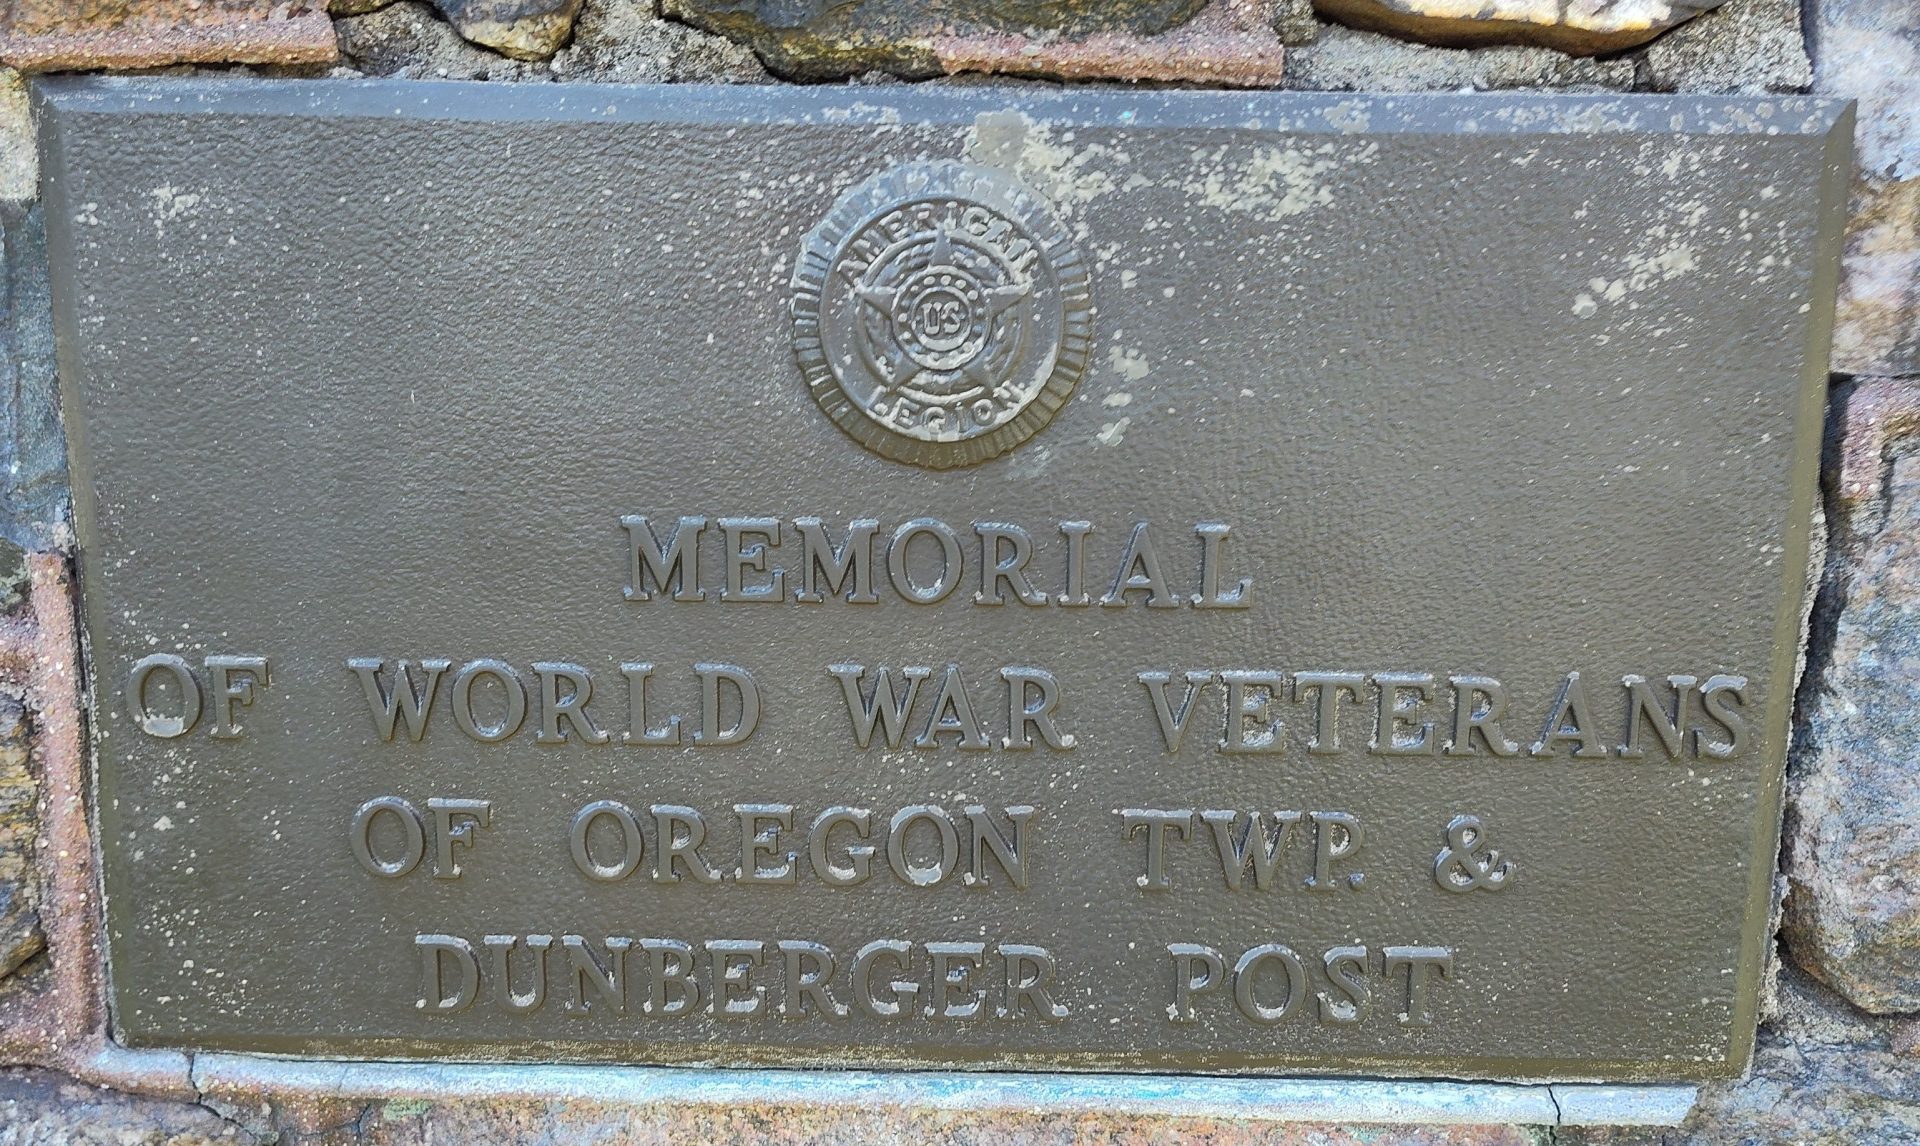 AMERICAN
US
LEGION
MEMORIAL
OF WORLD WAR VETERANS
OF OREGON TWP. &
DUNBERGER POST